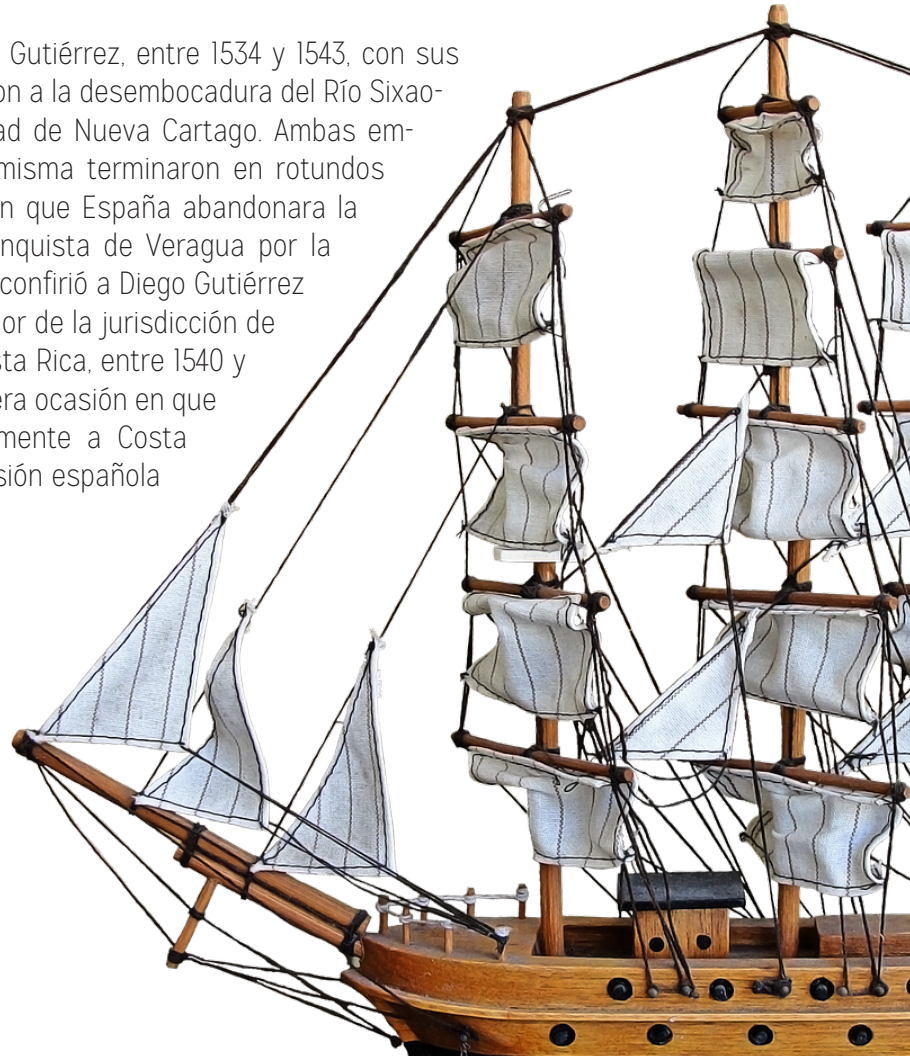 Gutiérrez, entre 1534 y 1543, con sus
on a la desembocadura del Río Sixao-
ad de Nueva Cartago. Ambas em-
misma terminaron en rotundos
n que España abandonara la
nquista de Veragua por la
confirió a Diego Gutiérrez
or de la jurisdicción de
sta Rica, entre 1540 y
era ocasión en que
mente a Costa
sión española